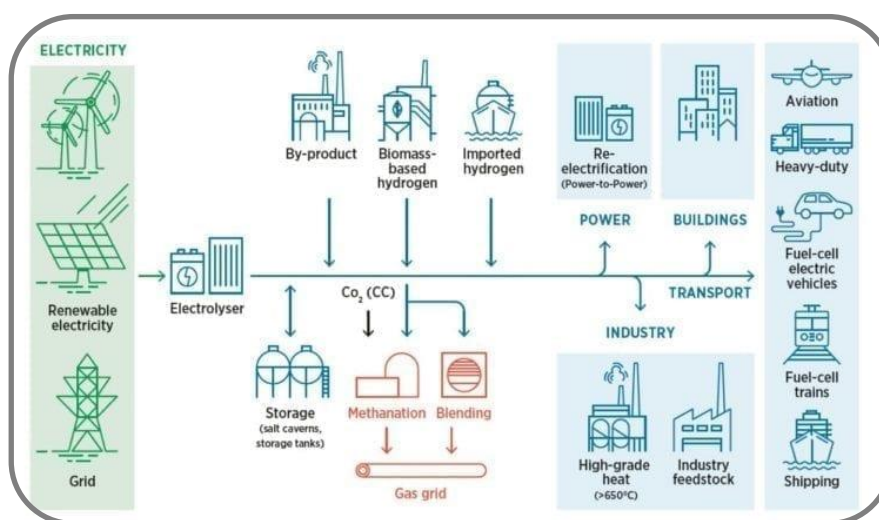 ELECTRICITY
Renewable
electricity
Grid
Electrolyser
By-product
Biomass-
based
hydrogen
Imported
hydrogen
Storage
(salt caverns,
storage tanks)
Co₂ (CC)
Methanation
Blending
Gas grid
Re-
electrification
(Power-to-Power)
POWER
BUILDINGS
TRANSPORT
INDUSTRY
High-grade
heat
(>650°C)
Industry
feedstock
Aviation
Heavy-duty
Fuel-cell
electric
vehicles
Fuel-cell
trains
Shipping